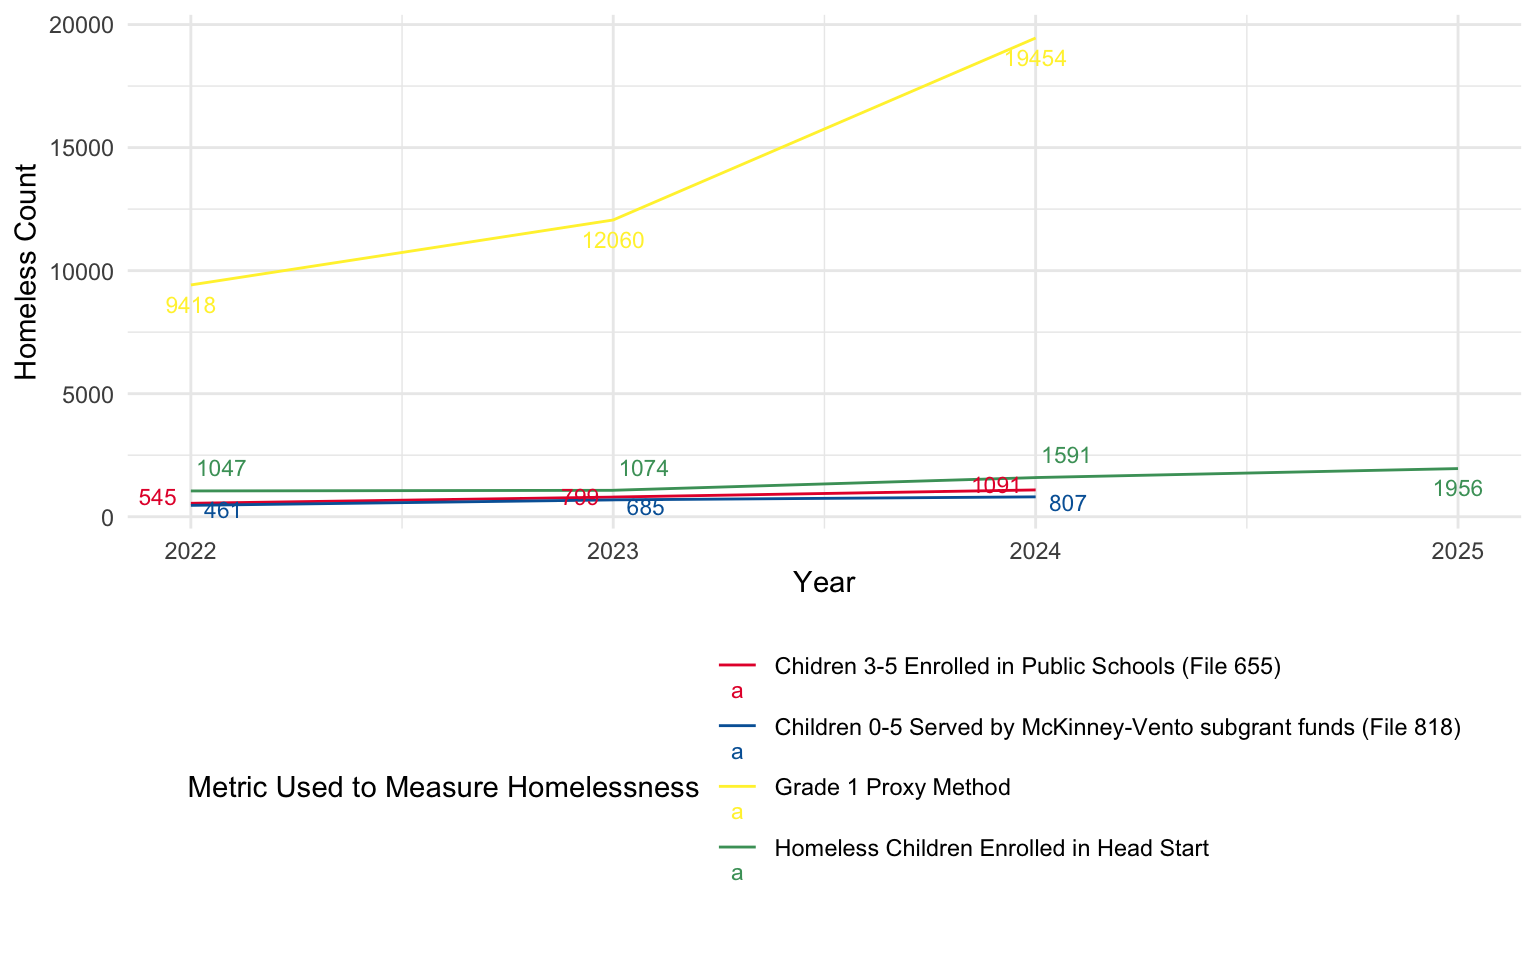 20000
19454
15000
12060
10000
9418
5000
1047
1074
1591
545
799
1091
1956
461
685
807
0
2022
2023
2024
2025
Homeless Count
Year
Metric Used to Measure Homelessness
a
Chidren 3-5 Enrolled in Public Schools (File 655)
a
Children 0-5 Served by McKinney-Vento subgrant funds (File 818)
a
Grade 1 Proxy Method
a
Homeless Children Enrolled in Head Start